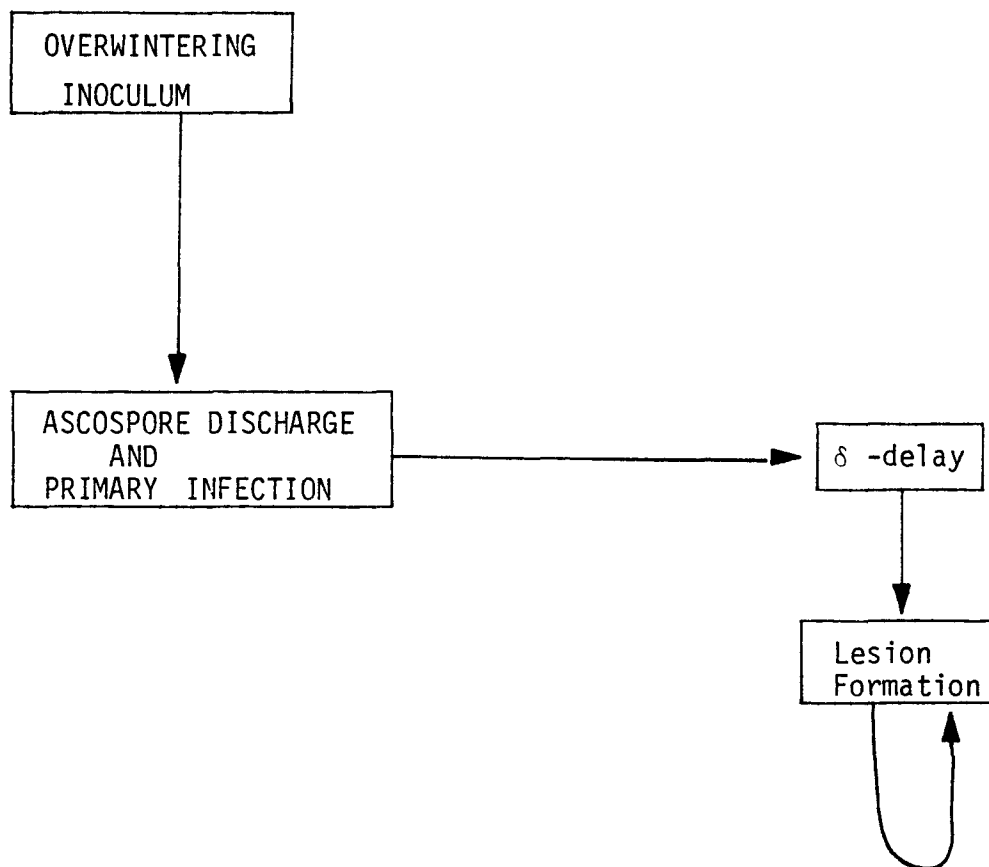 OVERWINTERING
INOCULUM
ASCOSPORE DISCHARGE
AND
PRIMARY INFECTION
δ -delay
Lesion
Formation